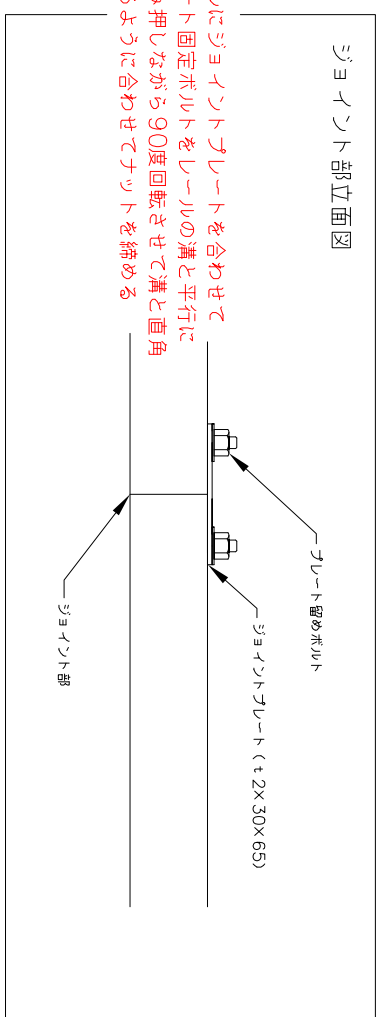 ジョイント部立面図
にジョイントプレートを合わせて
ート固定ボルトをレールの溝と平行に
押しながら90度回転させて溝と直角
ように合わせてナットを締める
プレート留めボルト
ジョイントプレート(t2×30×65)
ジョイント部